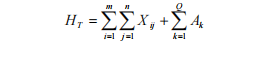 H_T = \sum_{i=1}^{m} \sum_{j=1}^{n} X_{ij} + \sum_{k=1}^{Q} A_k